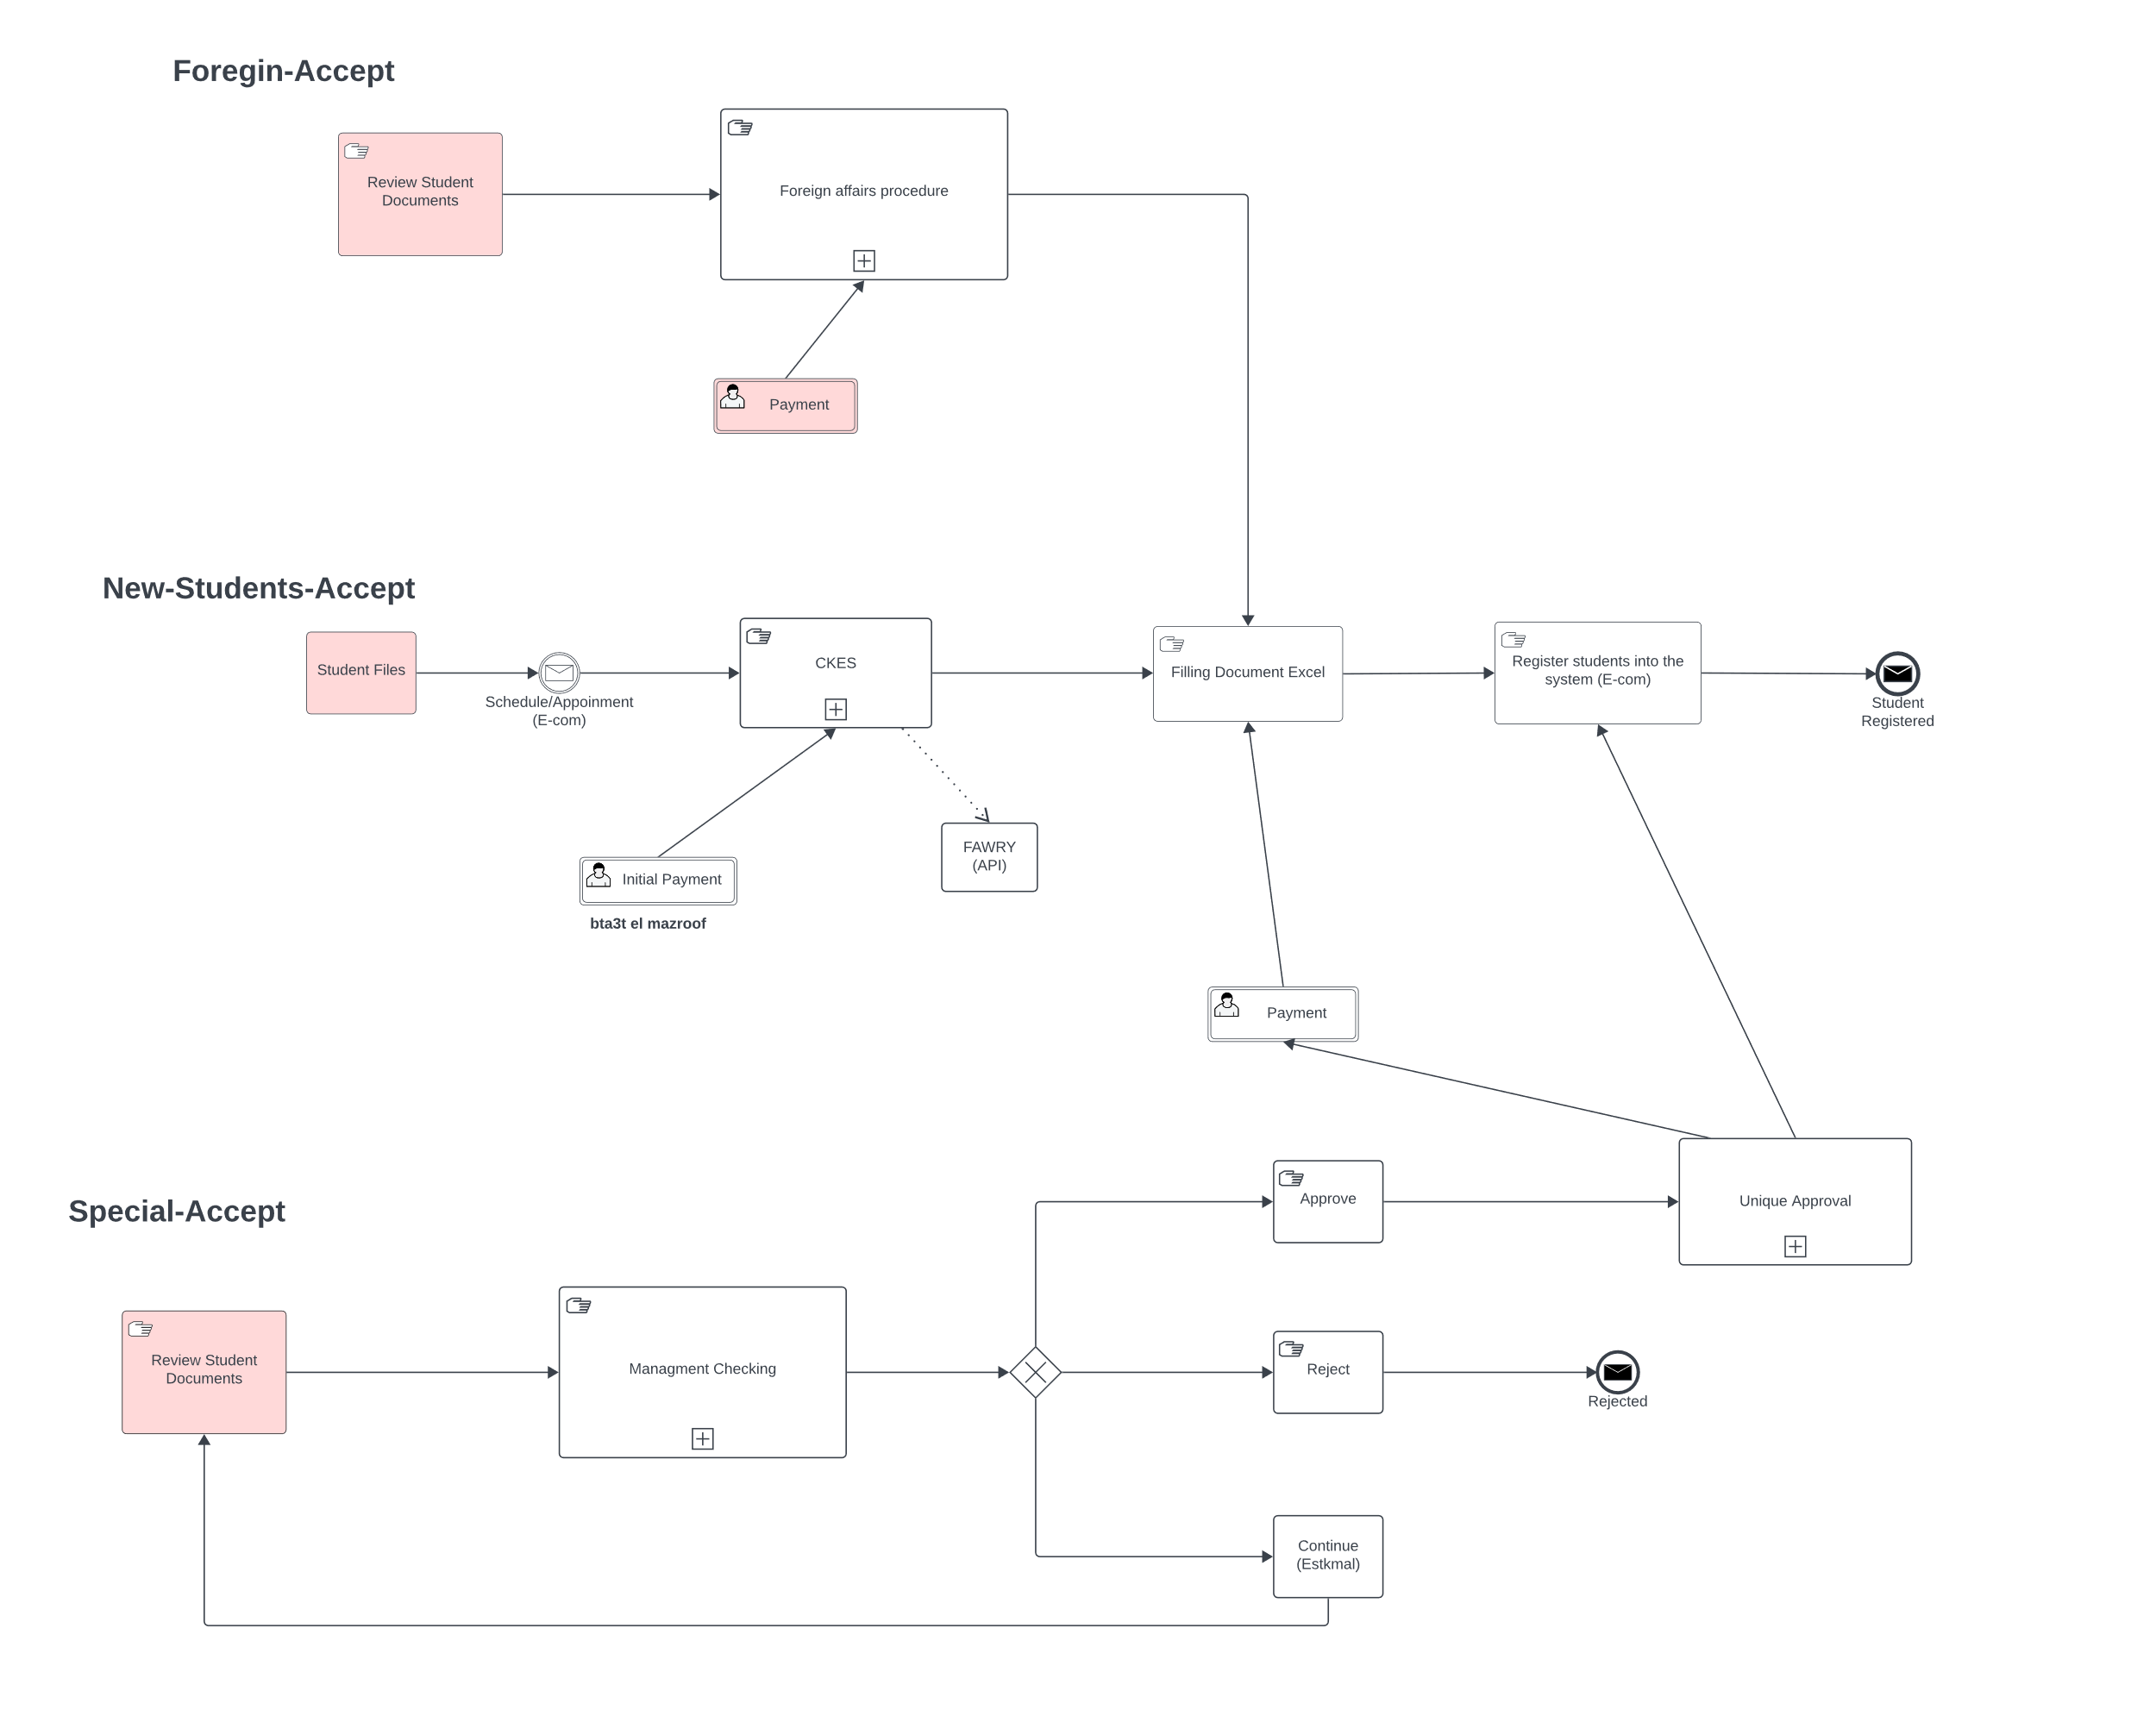 Foregin-Accept
Review Student
Documents
Foreign affairs procedure
Payment
New-Students-Accept
Student Files
Schedule/Appoinment
(E-com)
CKES
Filling Document Excel
Register students into the
system (E-com)
Student
Registered
FAWRY
(API)
Initial Payment
bta3t el mazroof
Payment
Special-Accept
Approve
Unique Approval
Review Student
Documents
Managment Checking
Reject
Rejected
Continue
(Estkmal)